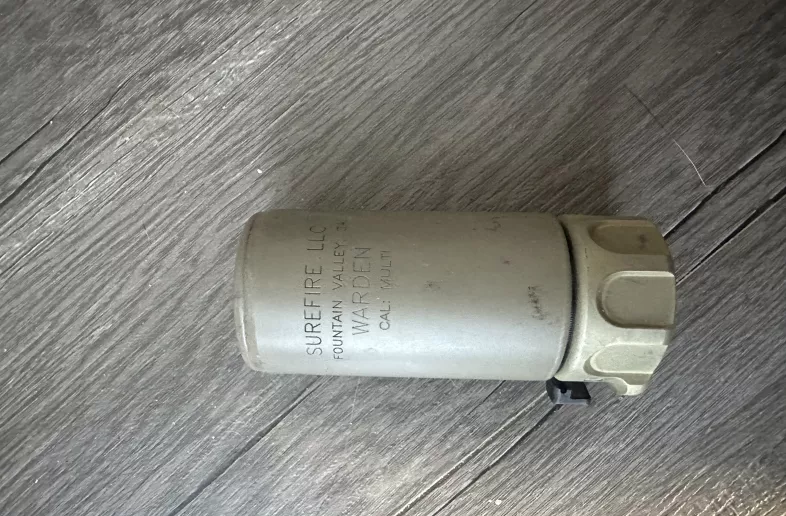 SUREFIRE LLC
FOUNTAIN VALLEY,
WARDEN
CAL: MULTI